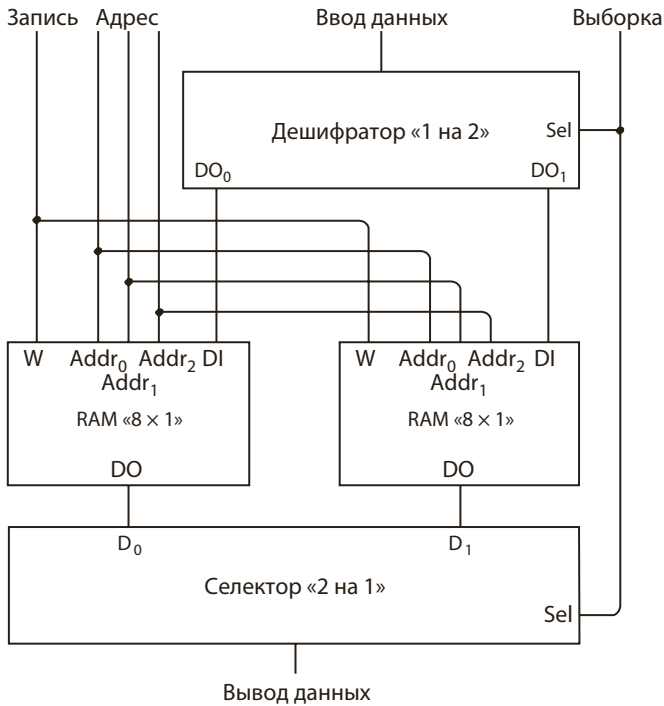 Запись Адрес Ввод данных Выборка
Дешифратор «1 на 2» Sel
DO₀ DO₁
W Addr₀ Addr₂ DI W Addr₀ Addr₂ DI
Addr₁ Addr₁
RAM «8 × 1» RAM «8 × 1»
DO DO
D₀ D₁
Селектор «2 на 1»
Sel
Вывод данных